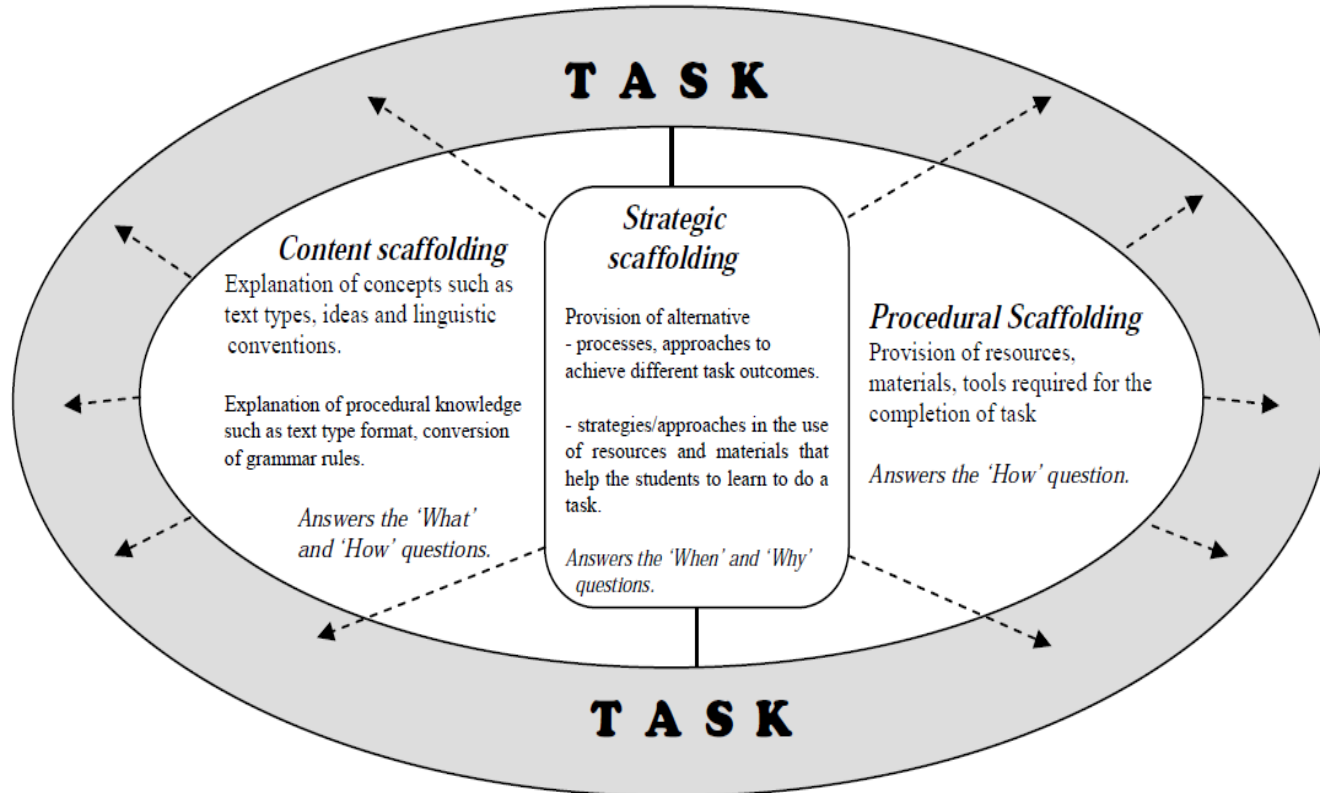 TASK
Content scaffolding
Explanation of concepts such as
text types, ideas and linguistic
conventions.
Explanation of procedural knowledge
such as text type format, conversion
of grammar rules.
Answers the ‘What’
and ‘How’ questions.
Strategic
scaffolding
Provision of alternative
- processes, approaches to
achieve different task outcomes.
- strategies/approaches in the use
of resources and materials that
help the students to learn to do a
task.
Answers the ‘When’ and ‘Why’
questions.
Procedural Scaffolding
Provision of resources,
materials, tools required for the
completion of task
Answers the ‘How’ question.
TASK